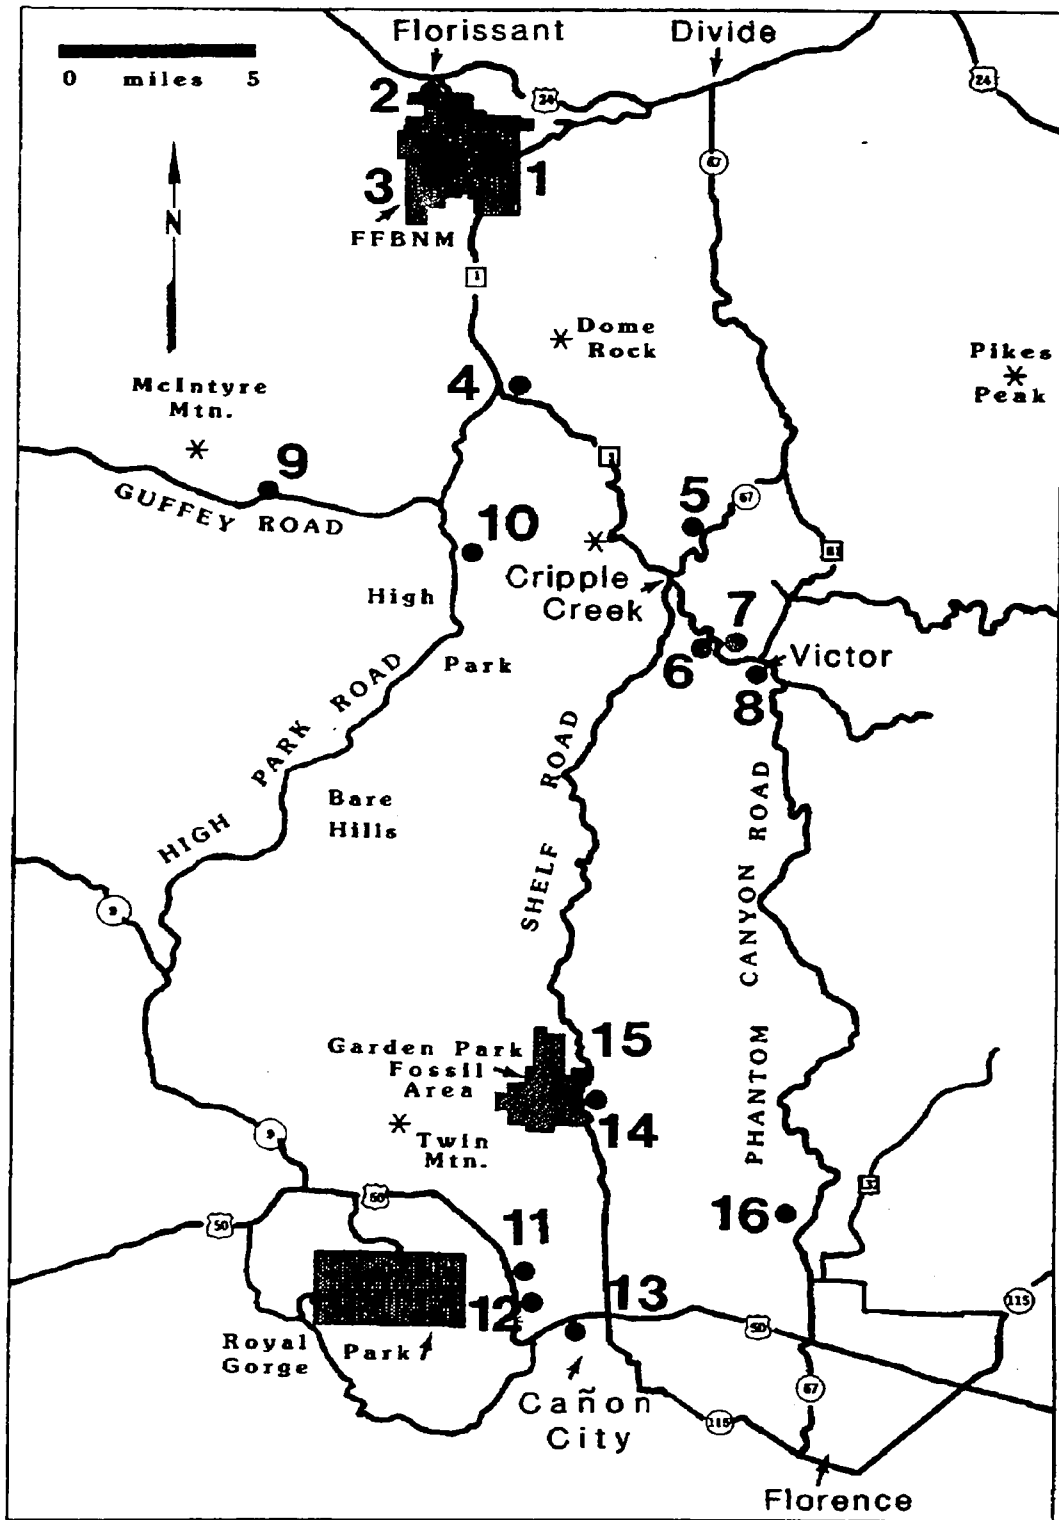 Florissant
Divide
0 miles 5
24
24
2
67
3
1
FFBNM
N
1
Dome
Rock
Pikes
Peak
McIntyre
Mtn.
4
1
9
GUFFEY ROAD
5
67
10
81
Cripple
Creek
High
7
Park
6
Victor
8
HIGH PARK ROAD
SHELF ROAD
PHANTOM CANYON ROAD
Bare
Hills
9
15
Garden Park
Fossil
Area
14
9
Twin
Mtn.
50
50
16
11
12
13
115
50
Royal
Gorge
Park
67
Cañon
City
115
Florence